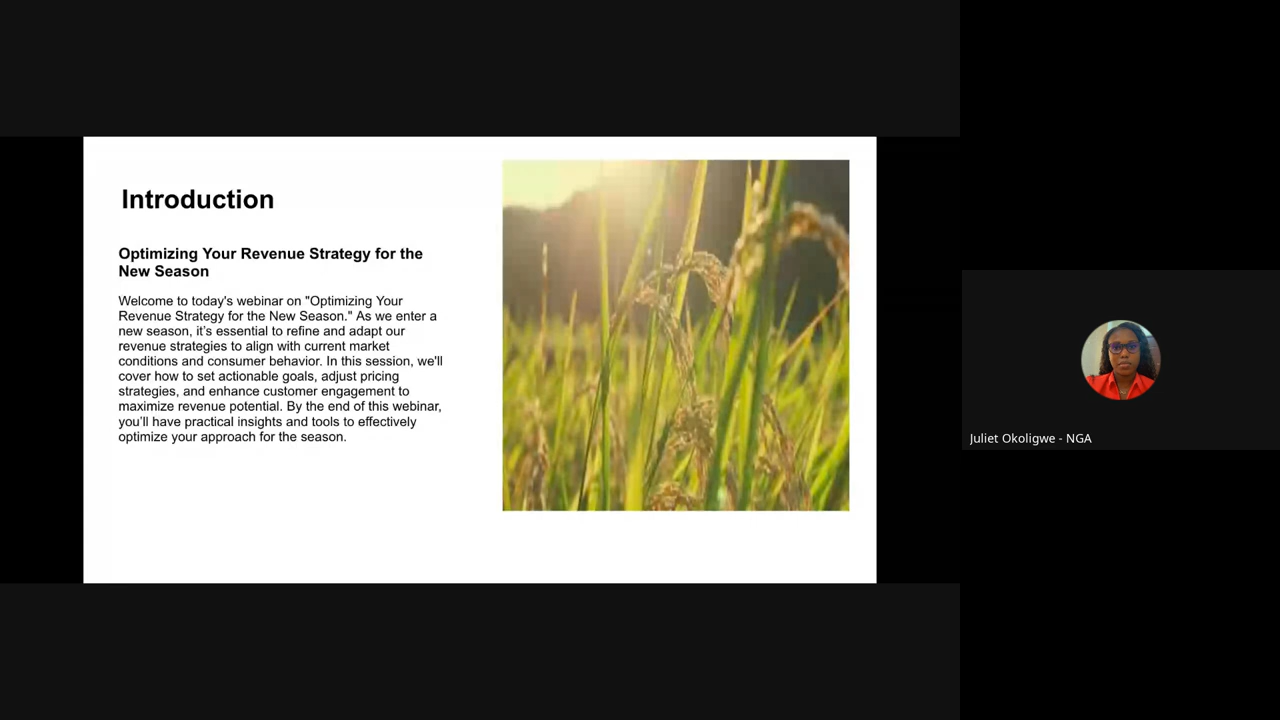 Introduction
Optimizing Your Revenue Strategy for the
New Season
Welcome to today's webinar on "Optimizing Your
Revenue Strategy for the New Season." As we enter a
new season, it’s essential to refine and adapt our
revenue strategies to align with current market
conditions and consumer behavior. In this session, we'll
cover how to set actionable goals, adjust pricing
strategies, and enhance customer engagement to
maximize revenue potential. By the end of this webinar,
you’ll have practical insights and tools to effectively
optimize your approach for the season.
Juliet Okoligwe - NGA